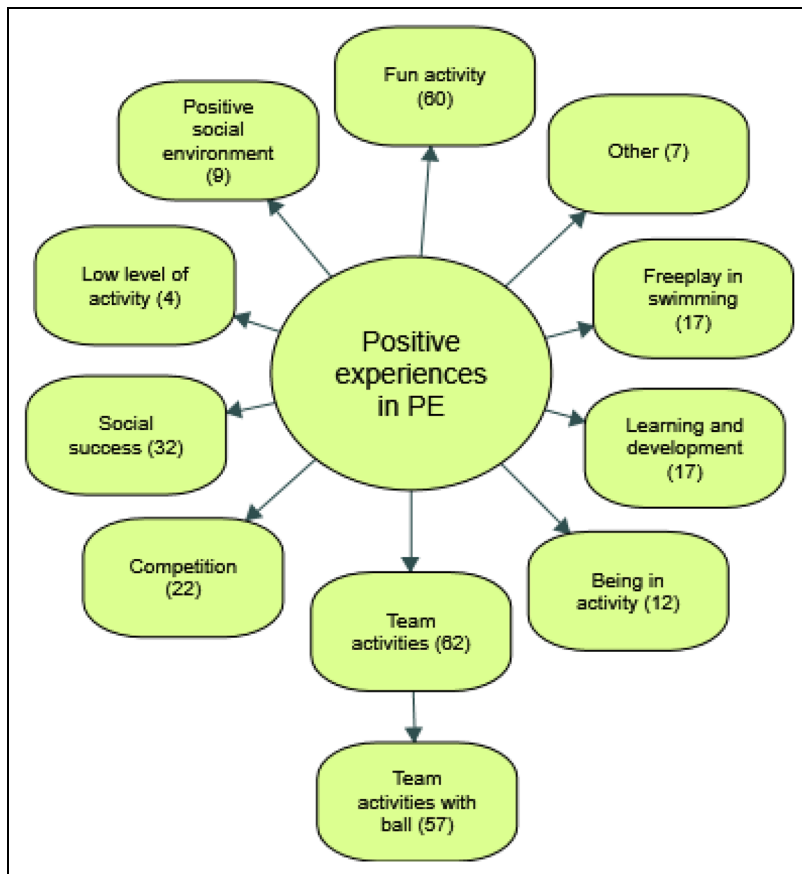 Fun activity
(60)
Positive
social
environment
(9)
Other (7)
Low level of
activity (4)
Freeplay in
swimming
(17)
Positive
experiences
in PE
Social
success (32)
Learning and
development
(17)
Competition
(22)
Being in
activity (12)
Team
activities (62)
Team
activities with
ball (57)